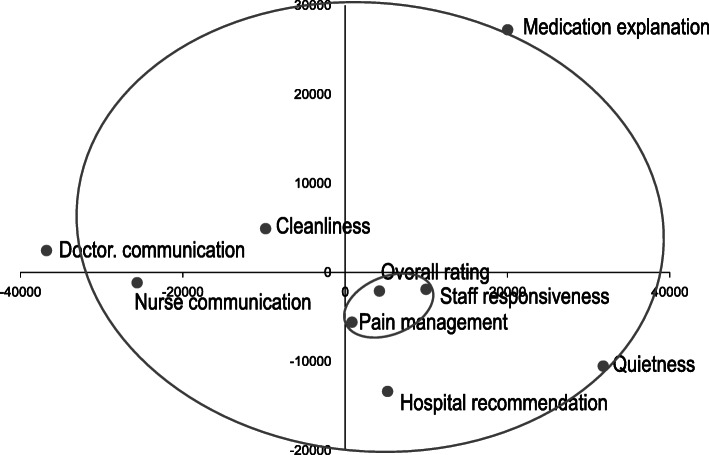 30000
Medication explanation
20000
10000
Cleanliness
Doctor. communication
0
Overall rating
-40000
-20000
0
20000
40000
Nurse communication
Staff responsiveness
Pain management
-10000
Quietness
Hospital recommendation
-20000